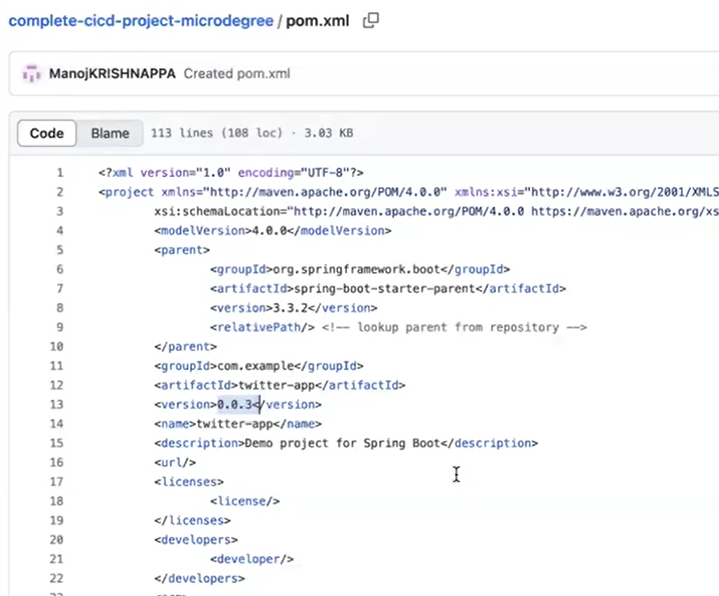 complete-cicd-project-microdegree / pom.xml
ManojKRISHNAPPA Created pom.xml
Code Blame 113 lines (108 loc) · 3.03 KB
1 <?xml version="1.0" encoding="UTF-8"?>
2 <project xmlns="http://maven.apache.org/POM/4.0.0" xmlns:xsi="http://www.w3.org/2001/XMLS
3 xsi:schemaLocation="http://maven.apache.org/POM/4.0.0 https://maven.apache.org/xs
4 <modelVersion>4.0.0</modelVersion>
5 <parent>
6 <groupId>org.springframework.boot</groupId>
7 <artifactId>spring-boot-starter-parent</artifactId>
8 <version>3.3.2</version>
9 <relativePath/> <!-- lookup parent from repository -->
10 </parent>
11 <groupId>com.example</groupId>
12 <artifactId>twitter-app</artifactId>
13 <version>0.0.3</version>
14 <name>twitter-app</name>
15 <description>Demo project for Spring Boot</description>
16 <url/>
17 <licenses>
18 <license/>
19 </licenses>
20 <developers>
21 <developer/>
22 </developers>